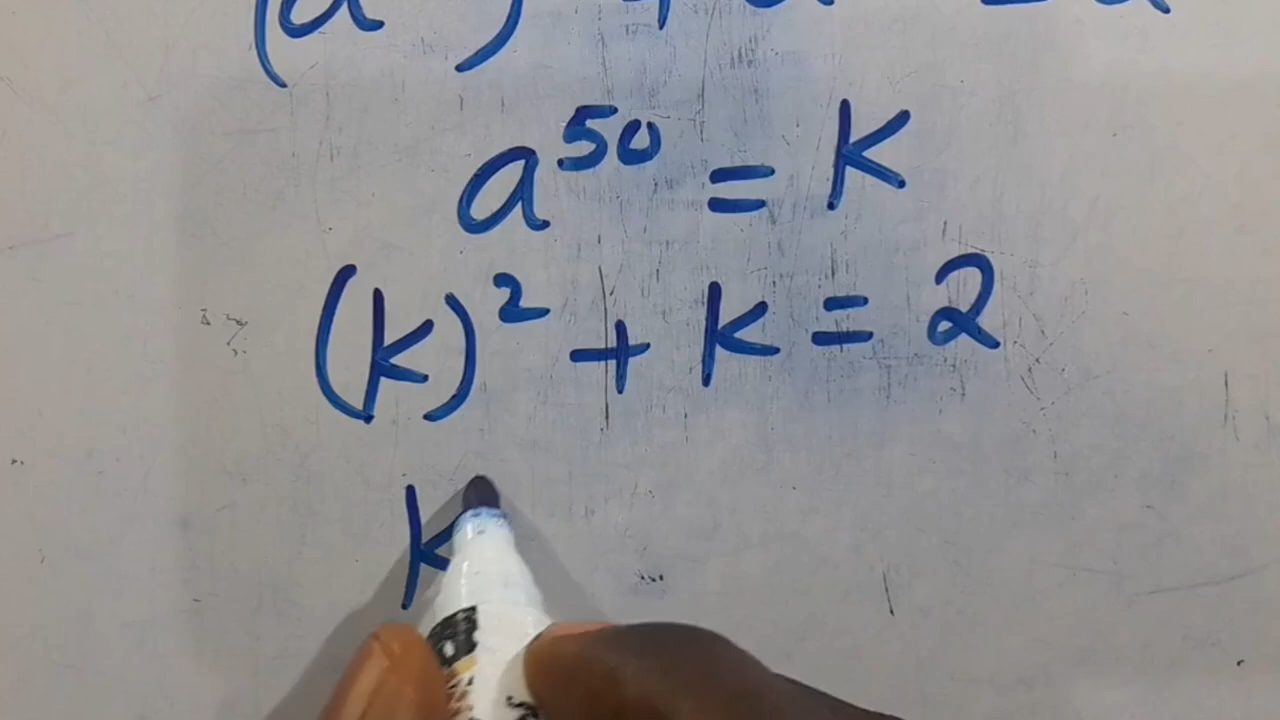 a⁵⁰ = K
(k)² + k = 2
k